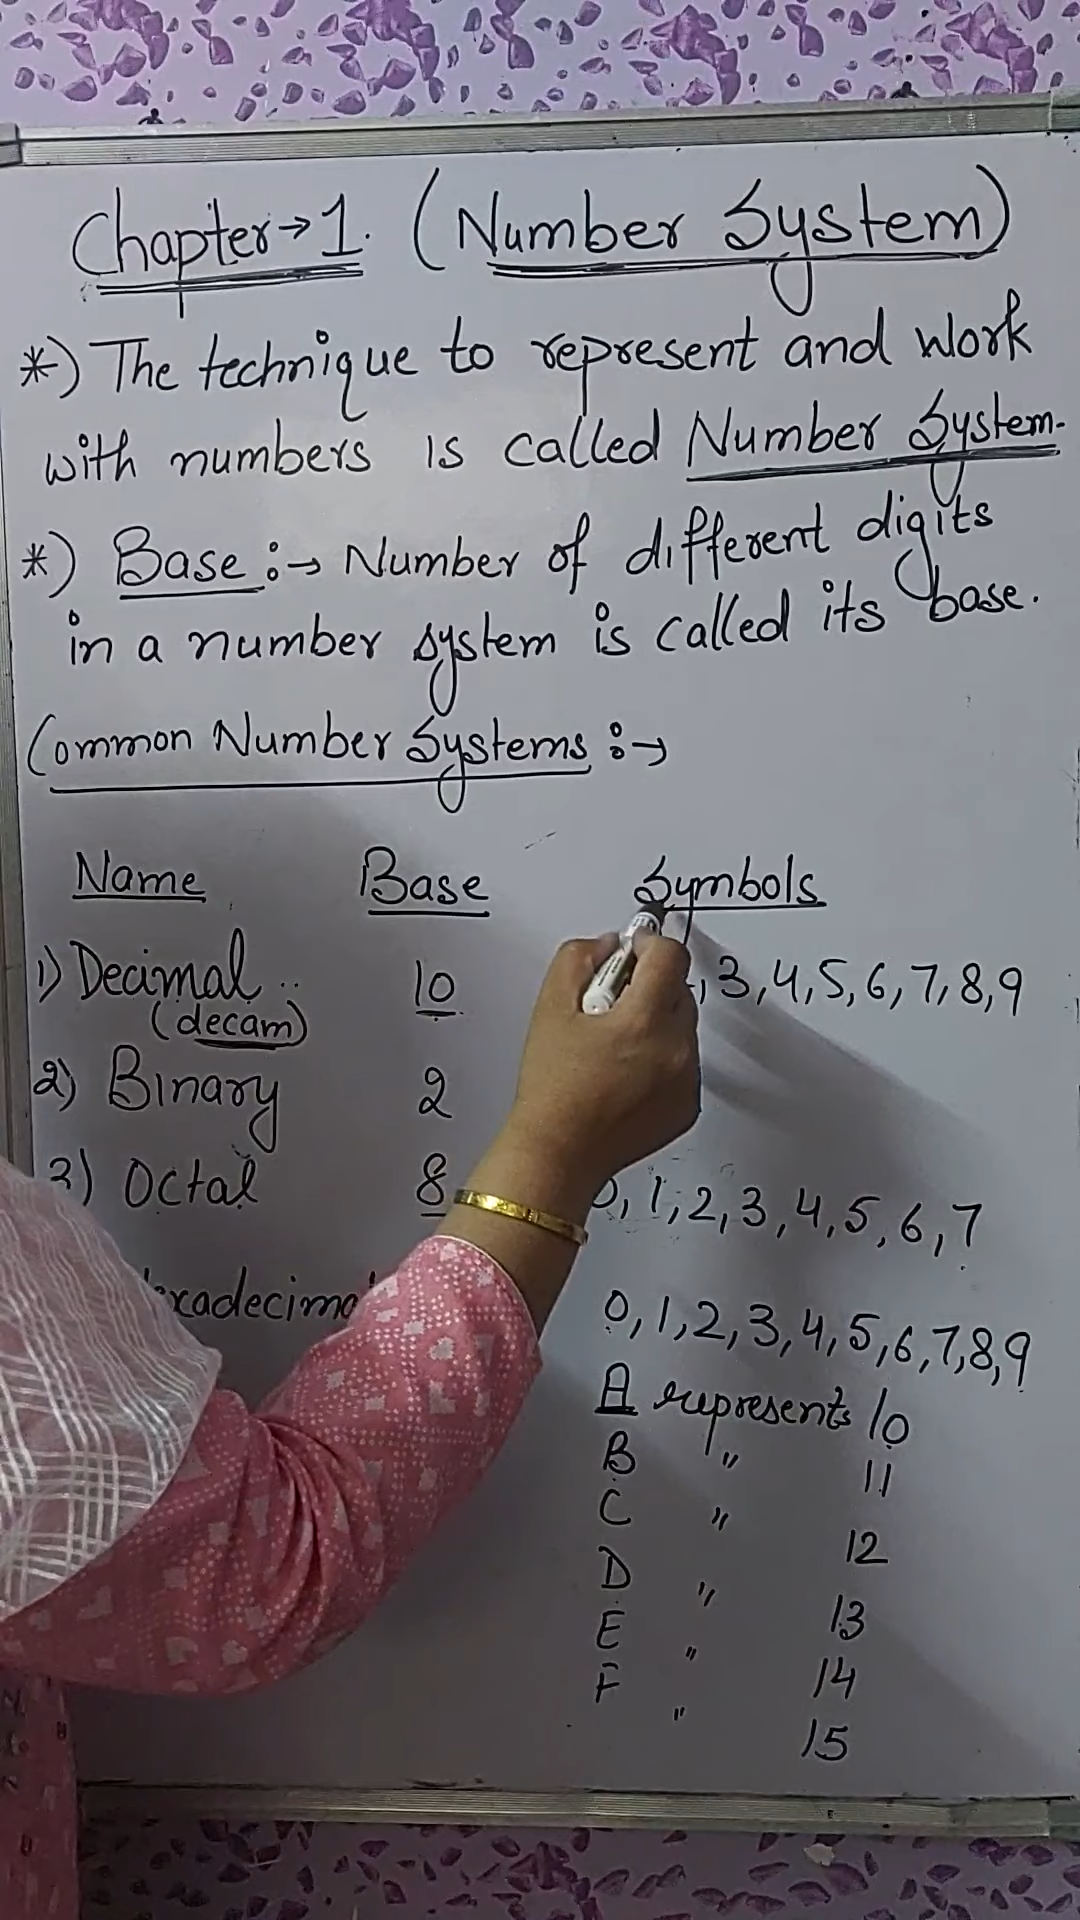 Chapter→1. (Number System)
*) The technique to represent and work
with numbers is called Number System.
*) Base :→ Number of different digits
in a number system is called its base.
Common Number Systems :→
Name Base Symbols
1) Decimal 10 ,3,4,5,6,7,8,9
(decam)
2) Binary 2
3) Octal 8 0,1,2,3,4,5,6,7
exadecima 0,1,2,3,4,5,6,7,8,9
A represents 10
B " 11
C " 12
D " 13
E " 14
F " 15